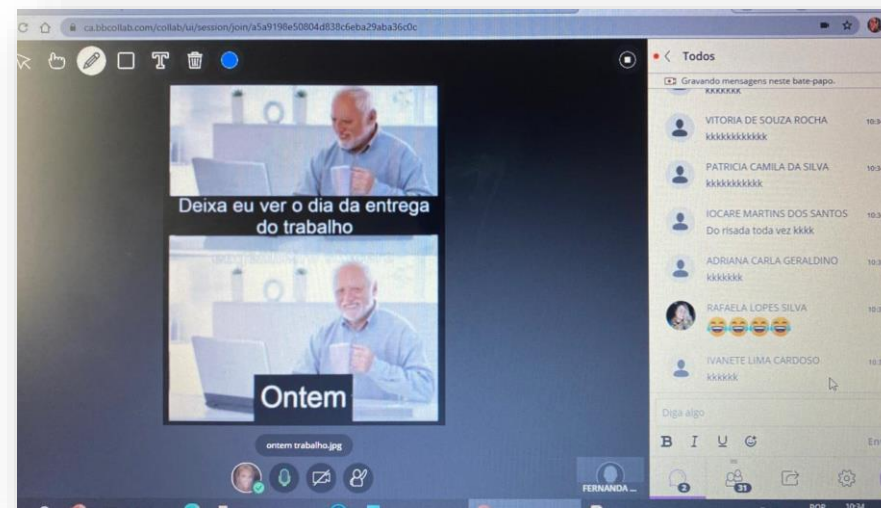 ca.bbcollab.com/collab/ui/session/join/a5a9198e50804d838c6eba29aba36c0c
T
Deixa eu ver o dia da entrega
do trabalho
Ontem
ontem trabalho.jpg
FERNANDA ...
Todos
Gravando mensagens neste bate-papo.
kkkkkkk
VITORIA DE SOUZA ROCHA
kkkkkkkkkkkk
PATRICIA CAMILA DA SILVA
kkkkkkkkkkk
IOCARE MARTINS DOS SANTOS
Do risada toda vez kkkk
ADRIANA CARLA GERALDINO
kkkkkkk
RAFAELA LOPES SILVA
IVANETE LIMA CARDOSO
kkkkkk
Diga algo
B I U
2
31
POR 10:34